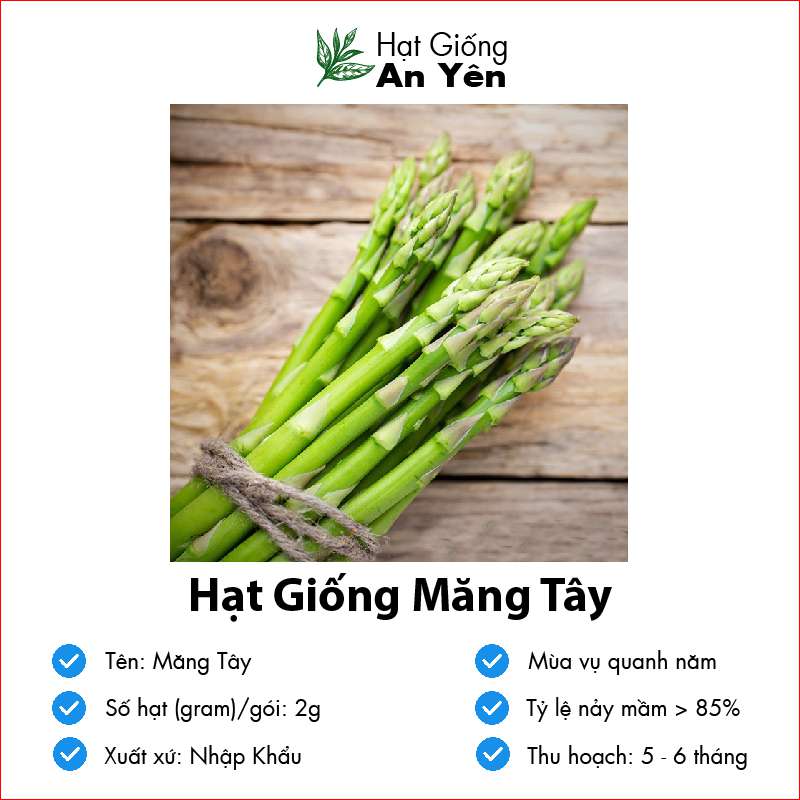 Hạt Giống
An Yên
Hạt Giống Măng Tây
Tên: Măng Tây
Số hạt (gram)/gói: 2g
Xuất xứ: Nhập Khẩu
Mùa vụ quanh năm
Tỷ lệ nảy mầm > 85%
Thu hoạch: 5 - 6 tháng